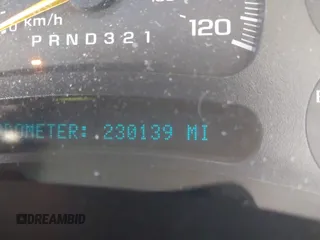 km/h
120
PRND321
ODOMETER: 230139 MI
DREAMBID